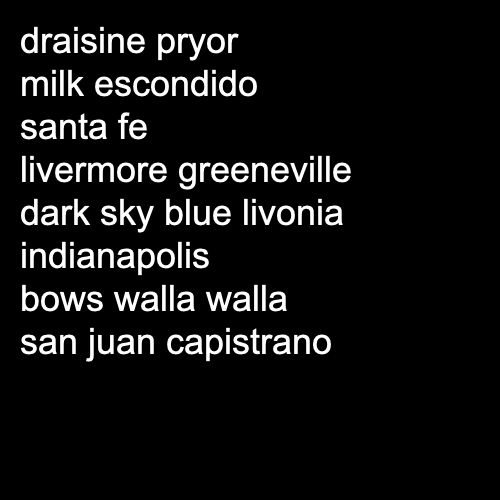 draisine pryor
milk escondido
santa fe
livermore greeneville
dark sky blue livonia
indianapolis
bows walla walla
san juan capistrano